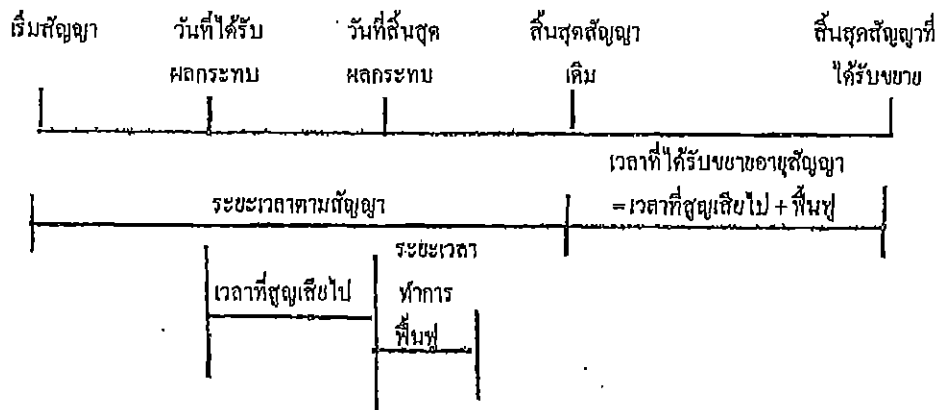 เริ่มสัญญา วันที่ได้รับ วันที่สิ้นสุด สิ้นสุดสัญญา สิ้นสุดสัญญาที่
ผลกระทบ ผลกระทบ เดิม ได้รับขยาย
เวลาที่ได้รับขยายอายุสัญญา
ระยะเวลาตามสัญญา =เวลาที่สูญเสียไป + ฟื้นฟู
ระยะเวลา
เวลาที่สูญเสียไป ทำการ
ฟื้นฟู